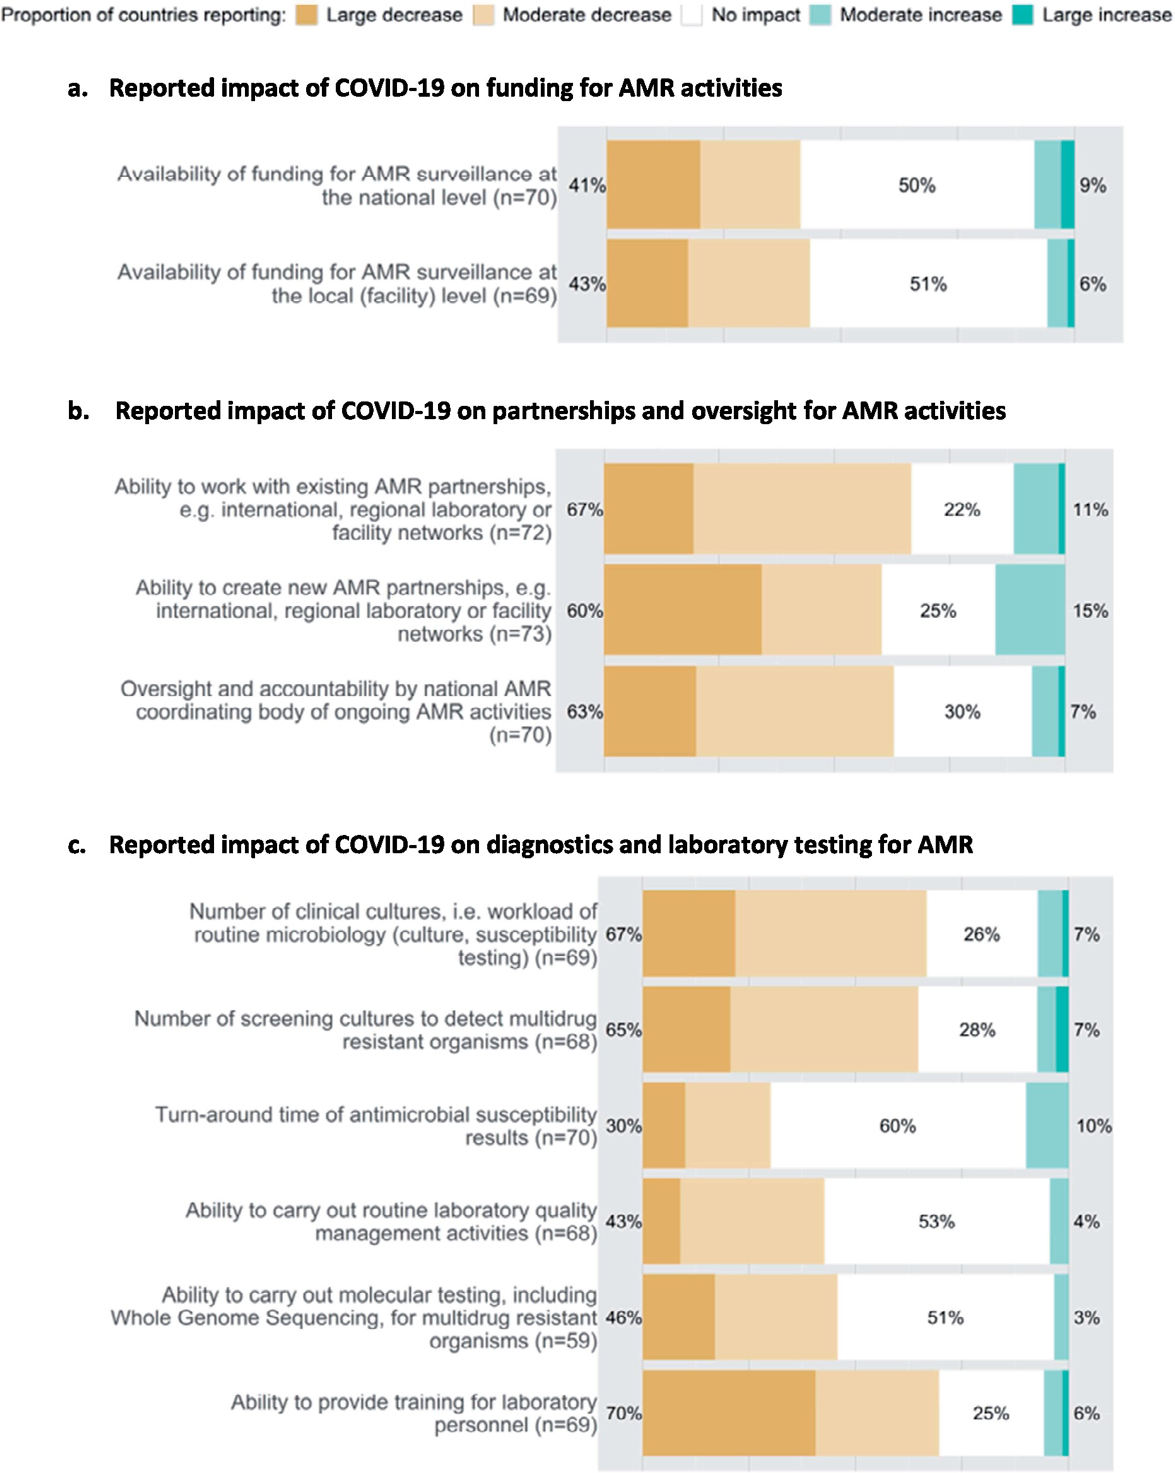 Proportion of countries reporting: Large decrease Moderate decrease No impact Moderate increase Large increase
a. Reported impact of COVID-19 on funding for AMR activities
Availability of funding for AMR surveillance at
the national level (n=70)
41% 50% 9%
Availability of funding for AMR surveillance at
the local (facility) level (n=69)
43% 51% 6%
b. Reported impact of COVID-19 on partnerships and oversight for AMR activities
Ability to work with existing AMR partnerships,
e.g. international, regional laboratory or
facility networks (n=72)
67% 22% 11%
Ability to create new AMR partnerships, e.g.
international, regional laboratory or facility
networks (n=73)
60% 25% 15%
Oversight and accountability by national AMR
coordinating body of ongoing AMR activities
(n=70)
63% 30% 7%
c. Reported impact of COVID-19 on diagnostics and laboratory testing for AMR
Number of clinical cultures, i.e. workload of
routine microbiology (culture, susceptibility
testing) (n=69)
67% 26% 7%
Number of screening cultures to detect multidrug
resistant organisms (n=68)
65% 28% 7%
Turn-around time of antimicrobial susceptibility
results (n=70)
30% 60% 10%
Ability to carry out routine laboratory quality
management activities (n=68)
43% 53% 4%
Ability to carry out molecular testing, including
Whole Genome Sequencing, for multidrug resistant
organisms (n=59)
46% 51% 3%
Ability to provide training for laboratory
personnel (n=69)
70% 25% 6%